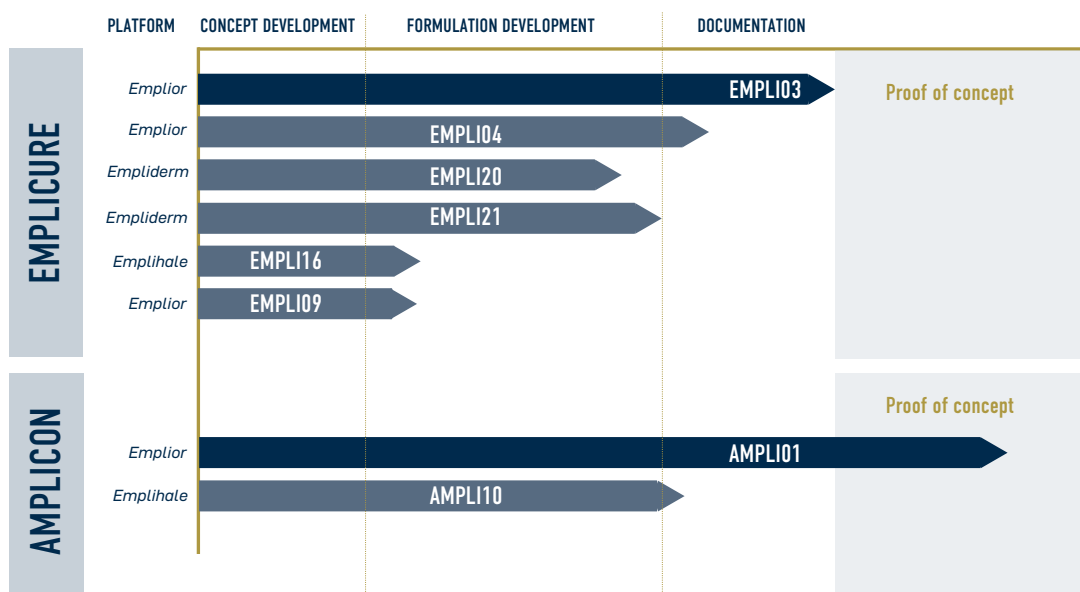 PLATFORM CONCEPT DEVELOPMENT FORMULATION DEVELOPMENT DOCUMENTATION
EMPLICURE
Emplior EMPLI03 Proof of concept
Emplior EMPLI04
Empliderm EMPLI20
Empliderm EMPLI21
Emplihale EMPLI16
Emplior EMPLI09
AMPLICON
Proof of concept
Emplior AMPLI01
Emplihale AMPLI10